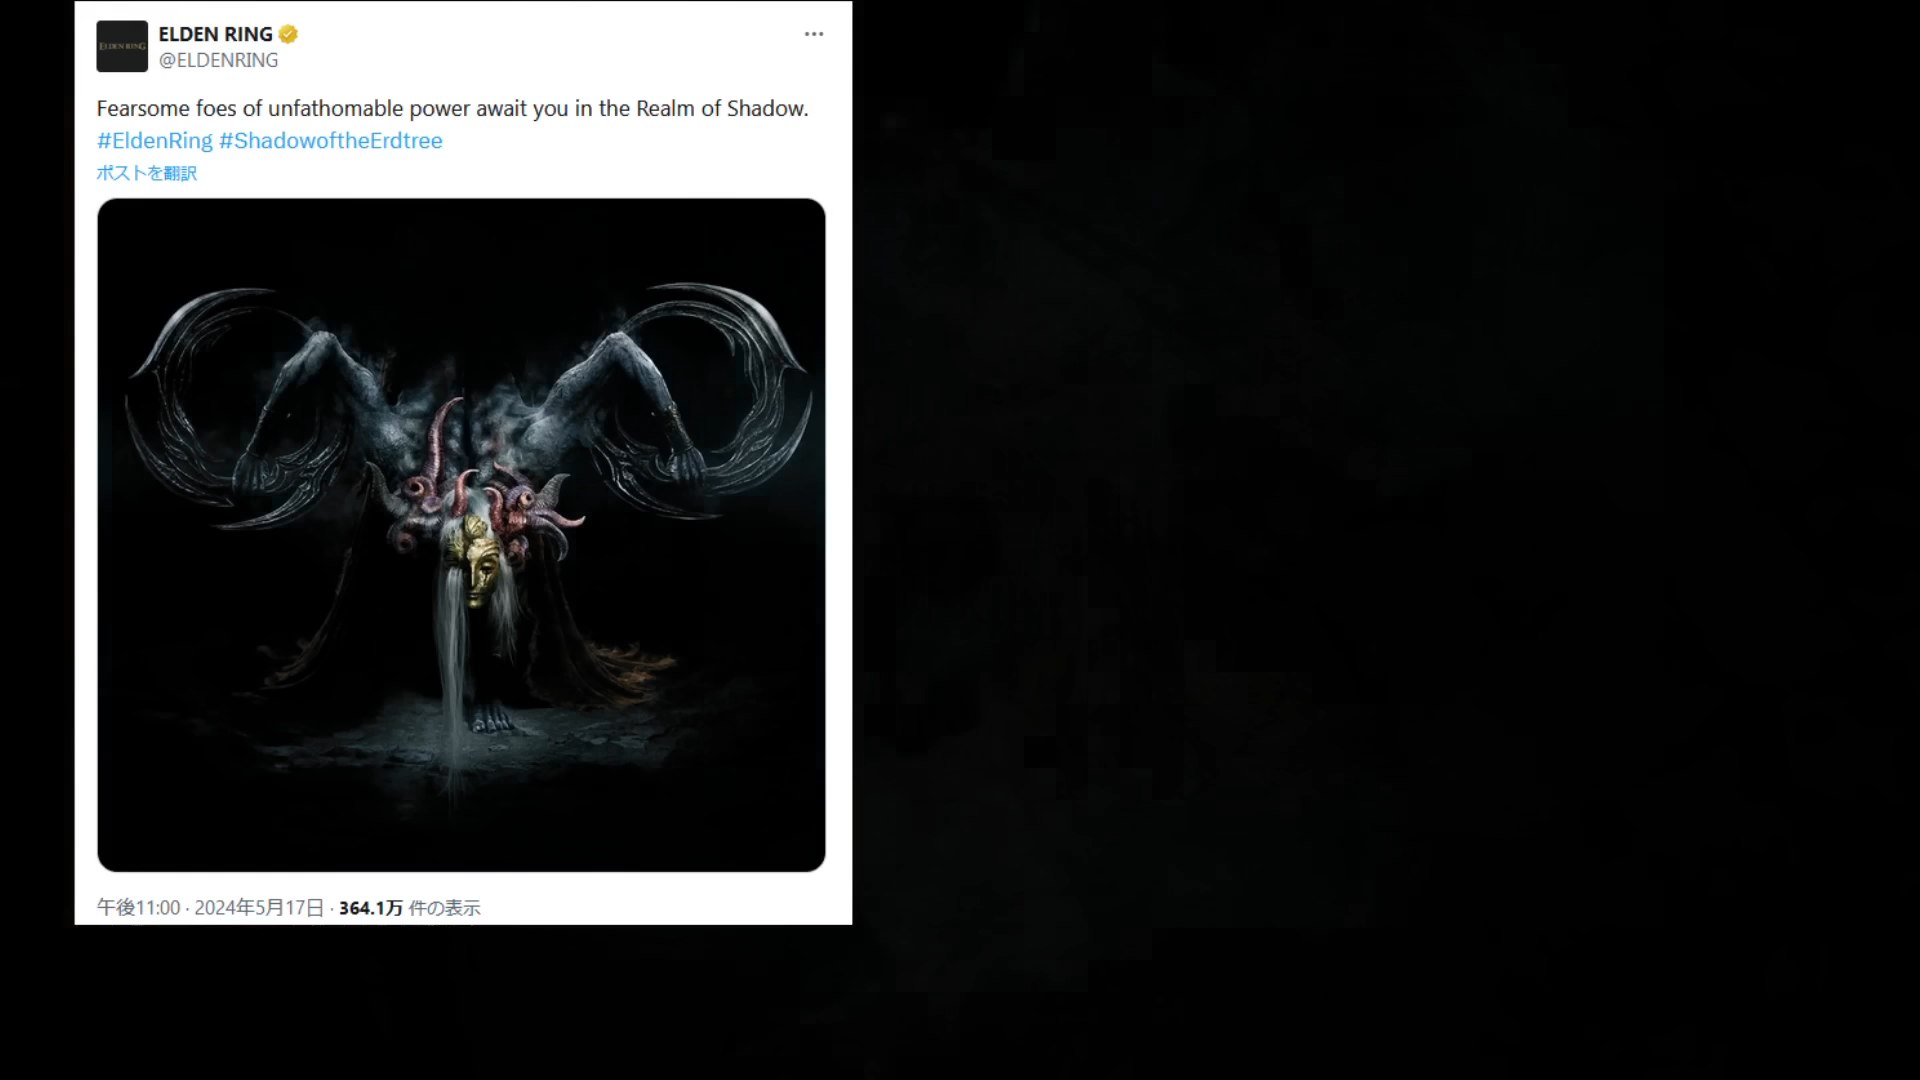 ELDEN RING
ELDEN RING
@ELDENRING
Fearsome foes of unfathomable power await you in the Realm of Shadow.
#EldenRing #ShadowoftheErdtree
ポストを翻訳
午後11:00 · 2024年5月17日 · 364.1万 件の表示